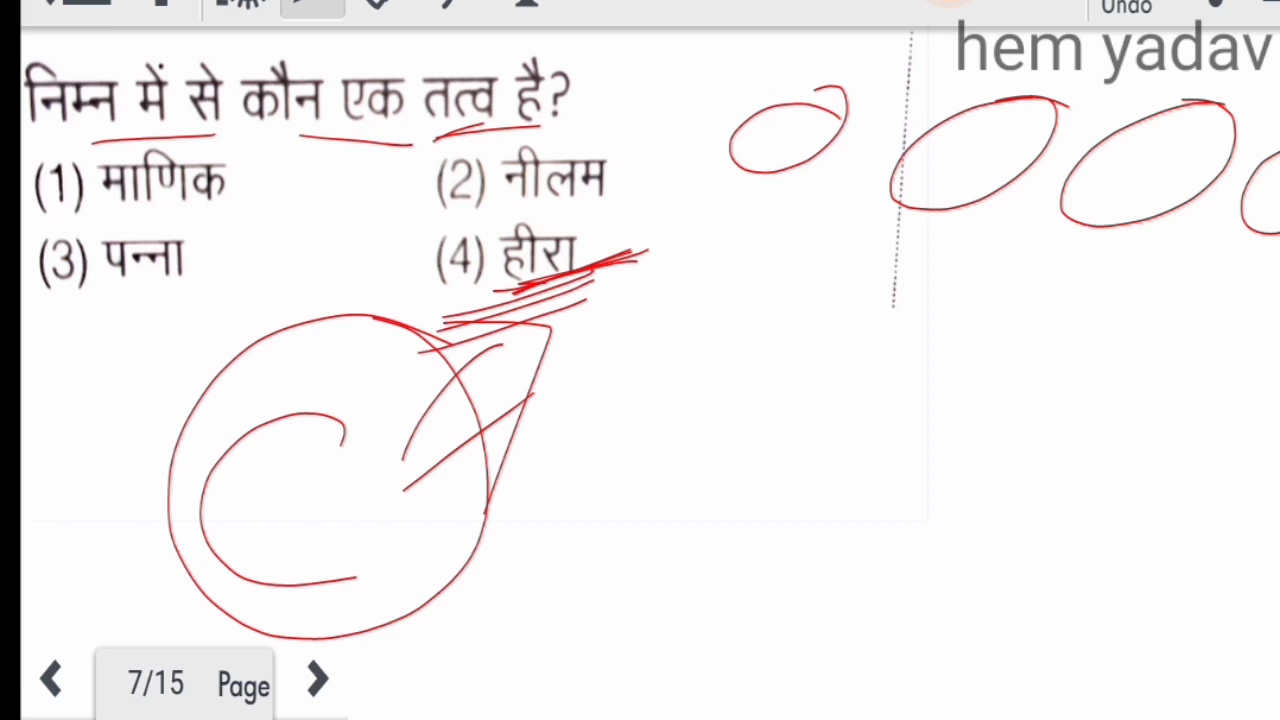 Undo
hem yadav
निम्न में से कौन एक तत्व है?
(1) माणिक (2) नीलम
(3) पन्ना (4) हीरा
C
7/15 Page